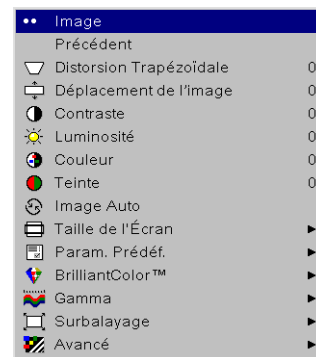 Image
Précédent
Distorsion Trapézoïdale 0
Déplacement de l'image 0
Contraste 0
Luminosité 0
Couleur 0
Teinte 0
Image Auto
Taille de l'Écran
Param. Prédéf.
BrilliantColor™
Gamma
Surbalayage
Avancé